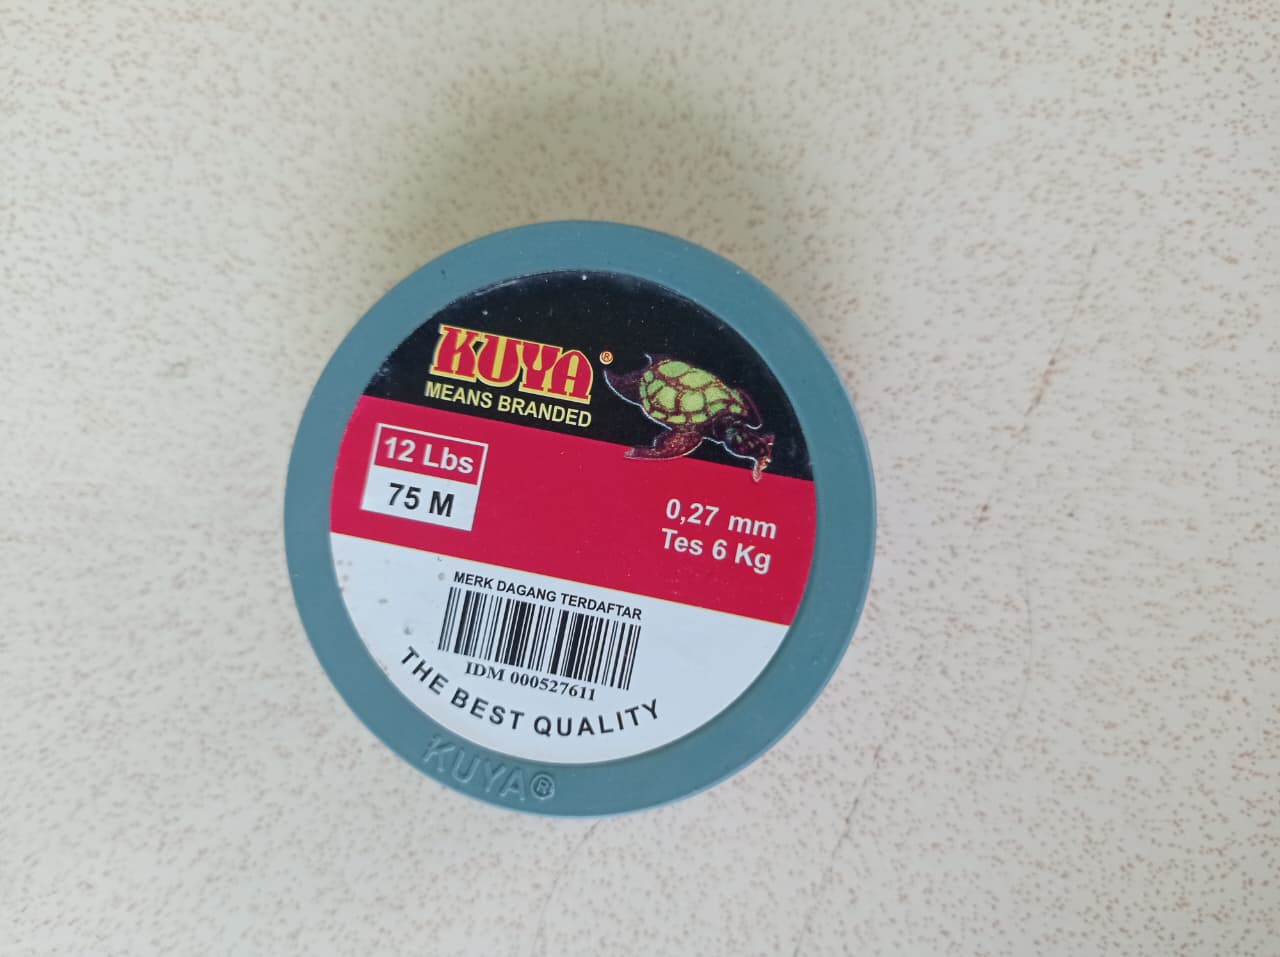 KUYA®
MEANS BRANDED
12 Lbs
75 M
0,27 mm
Tes 6 Kg
MERK DAGANG TERDAFTAR
IDM 000527611
THE BEST QUALITY
KUYA®